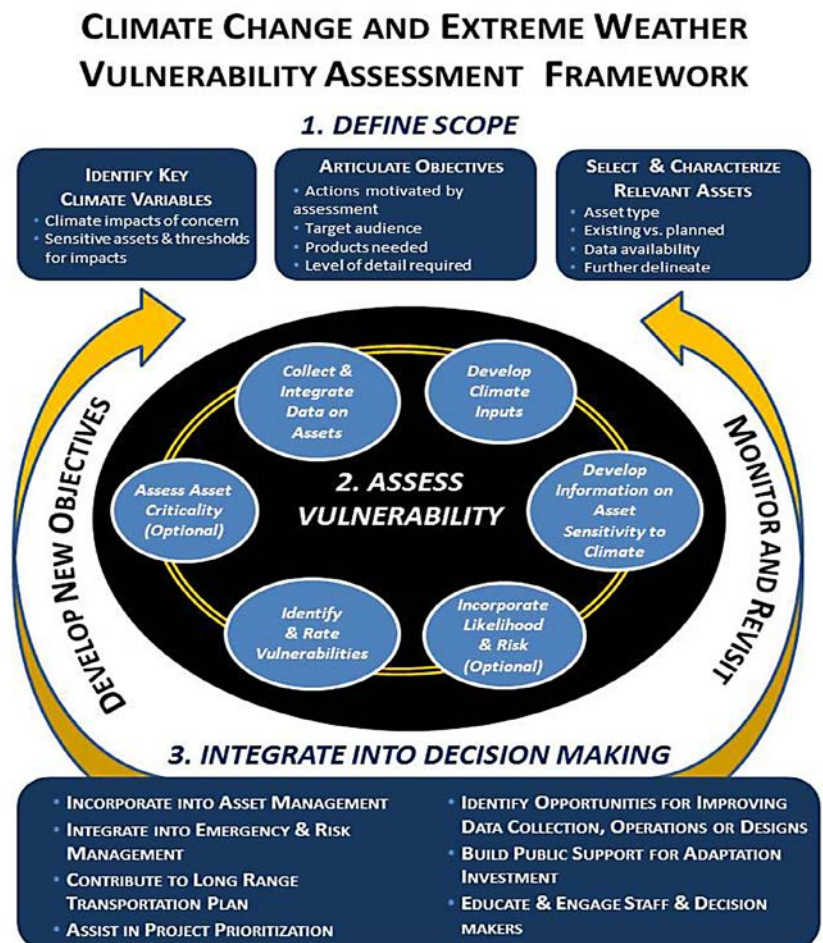 CLIMATE CHANGE AND EXTREME WEATHER
VULNERABILITY ASSESSMENT FRAMEWORK
1. DEFINE SCOPE
IDENTIFY KEY
CLIMATE VARIABLES
• Climate impacts of concern
• Sensitive assets & thresholds
for impacts
ARTICULATE OBJECTIVES
• Actions motivated by
assessment
• Target audience
• Products needed
• Level of detail required
SELECT & CHARACTERIZE
RELEVANT ASSETS
• Asset type
• Existing vs. planned
• Data availability
• Further delineate
DEVELOP NEW OBJECTIVES
Collect &
Integrate
Data on
Assets
Develop
Climate
Inputs
Assess Asset
Criticality
(Optional)
2. ASSESS
VULNERABILITY
Develop
Information on
Asset
Sensitivity to
Climate
Identify
& Rate
Vulnerabilities
Incorporate
Likelihood
& Risk
(Optional)
MONITOR AND REVISIT
3. INTEGRATE INTO DECISION MAKING
• INCORPORATE INTO ASSET MANAGEMENT
• INTEGRATE INTO EMERGENCY & RISK
MANAGEMENT
• CONTRIBUTE TO LONG RANGE
TRANSPORTATION PLAN
• ASSIST IN PROJECT PRIORITIZATION
• IDENTIFY OPPORTUNITIES FOR IMPROVING
DATA COLLECTION, OPERATIONS OR DESIGNS
• BUILD PUBLIC SUPPORT FOR ADAPTATION
INVESTMENT
• EDUCATE & ENGAGE STAFF & DECISION
MAKERS